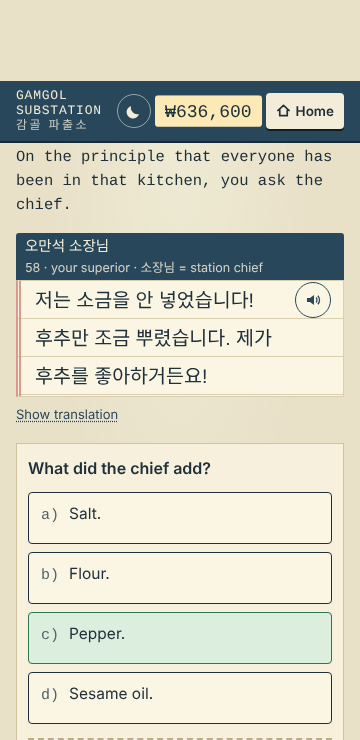 GAMGOL
SUBSTATION
감골 파출소
₩636,600
Home
On the principle that everyone has
been in that kitchen, you ask the
chief.
오만석 소장님
58 · your superior · 소장님 = station chief
저는 소금을 안 넣었습니다!
후추만 조금 뿌렸습니다. 제가
후추를 좋아하거든요!
Show translation
What did the chief add?
a) Salt.
b) Flour.
c) Pepper.
d) Sesame oil.